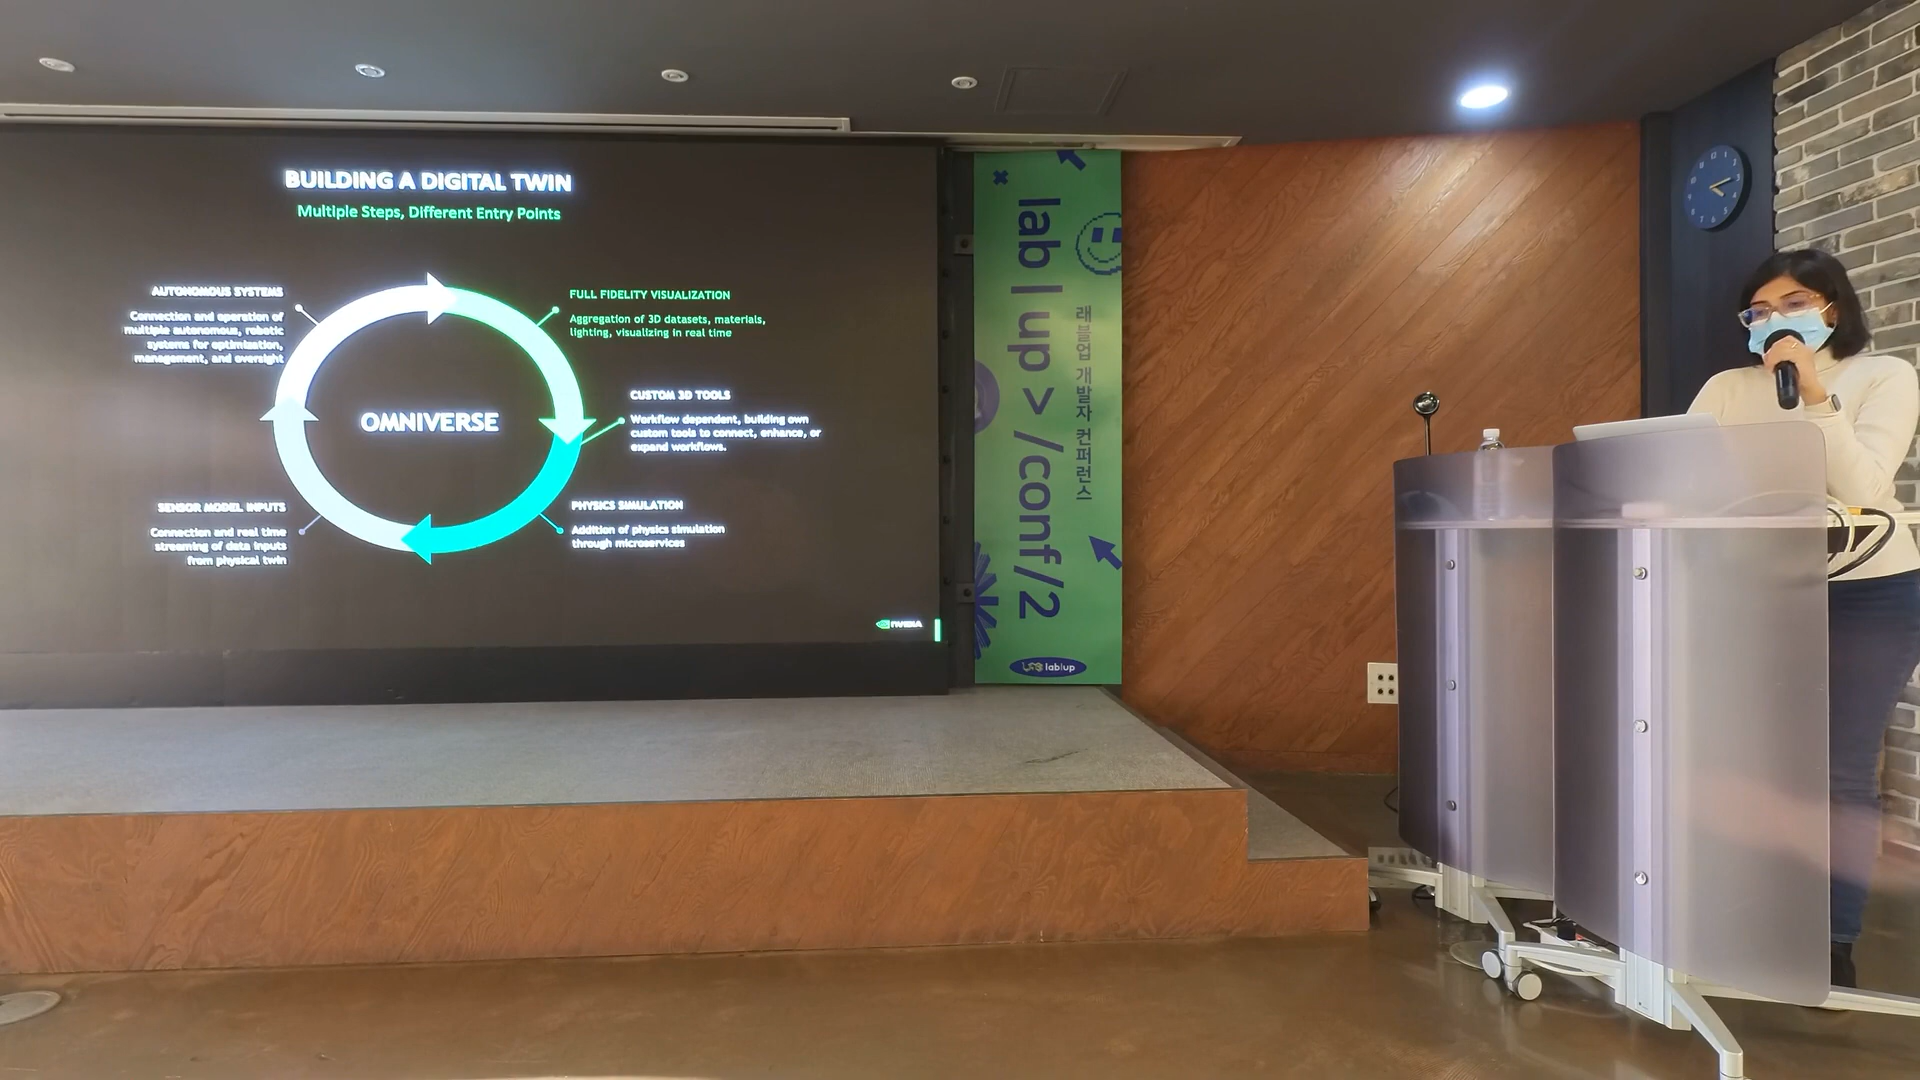 BUILDING A DIGITAL TWIN
Multiple Steps, Different Entry Points
AUTONOMOUS SYSTEMS
Connection and operation of
multiple autonomous, robotic
systems for optimization,
management, and oversight
FULL FIDELITY VISUALIZATION
Aggregation of 3D datasets, materials,
lighting, visualizing in real time
CUSTOM 3D TOOLS
Workflow dependent, building own
custom tools to connect, enhance, or
expand workflows.
OMNIVERSE
SENSOR MODEL INPUTS
Connection and real time
streaming of data inputs
from physical twin
PHYSICS SIMULATION
Addition of physics simulation
through microservices
NVIDIA
lab | up > /conf/2
래블업 개발자 컨퍼런스
lab|up